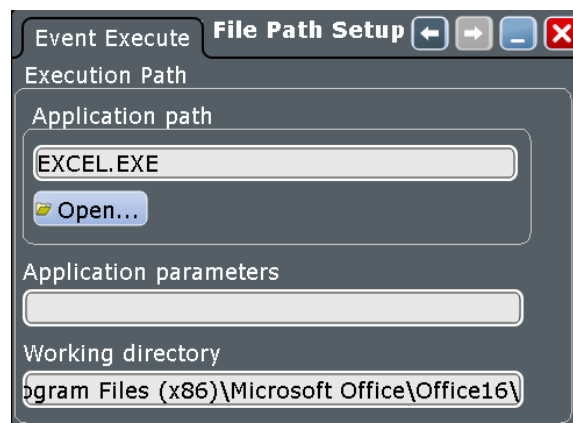 Event Execute File Path Setup
Execution Path
Application path
EXCEL.EXE
Open...
Application parameters
Working directory
ogram Files (x86)\Microsoft Office\Office16\